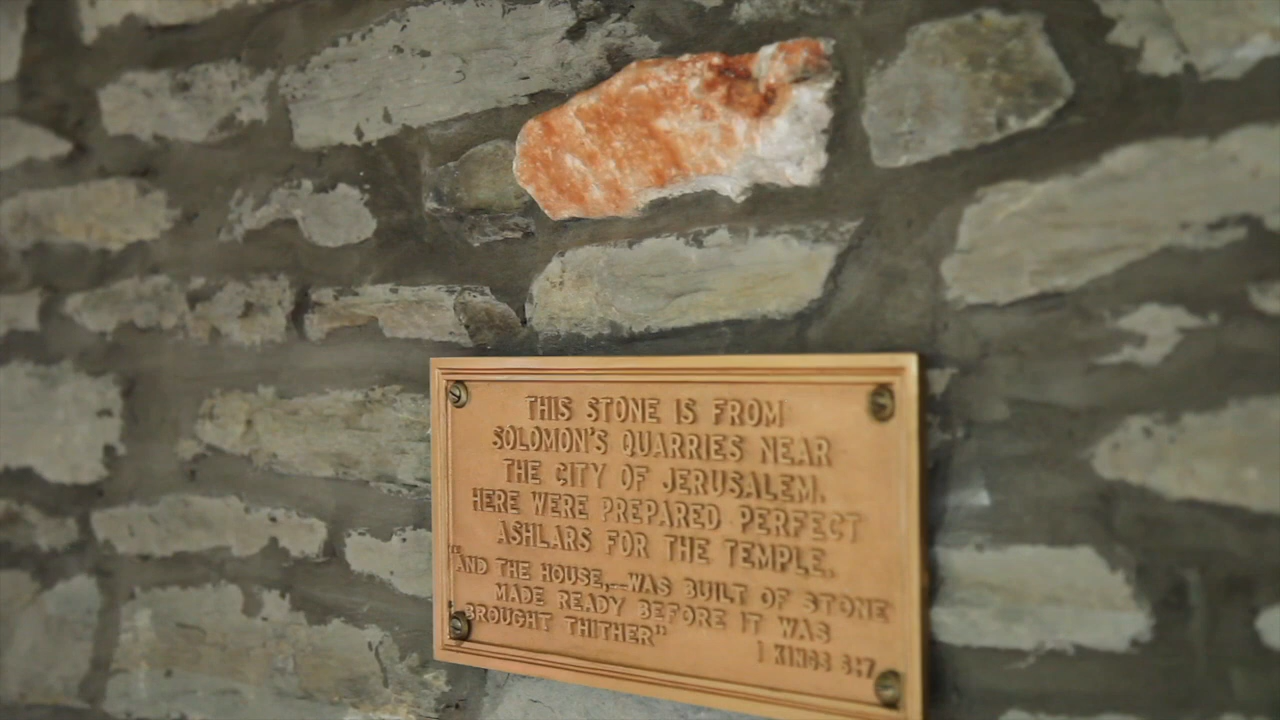 THIS STONE IS FROM
SOLOMON'S QUARRIES NEAR
THE CITY OF JERUSALEM.
HERE WERE PREPARED PERFECT
ASHLARS FOR THE TEMPLE.
"AND THE HOUSE,—WAS BUILT OF STONE
MADE READY BEFORE IT WAS
BROUGHT THITHER"
I KINGS 6:7